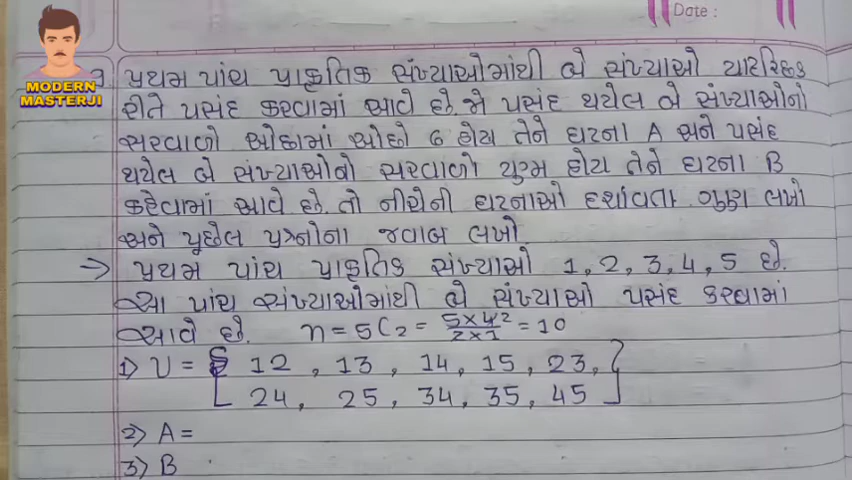 Date :
MODERN
MASTERJI
૧ પ્રથમ પાંચ પ્રાકૃતિક સંખ્યાઓમાંથી બે સંખ્યાઓ યાદચ્છિક
રીતે પસંદ કરવામાં આવે છે. જો પસંદ થયેલ બે સંખ્યાઓનો
સરવાળો ઓછામાં ઓછો 6 હોય તેને ઘટના A અને પસંદ
થયેલ બે સંખ્યાઓનો સરવાળો યુગ્મ હોય તેને ઘટના B
કહેવામાં આવે છે. તો નીચેની ઘટનાઓ દર્શાવતા ગણ લખો
અને પૂછેલ પ્રશ્નોના જવાબ લખો.
→ પ્રથમ પાંચ પ્રાકૃતિક સંખ્યાઓ 1, 2, 3, 4, 5 છે.
આ પાંચ સંખ્યાઓમાંથી બે સંખ્યાઓ પસંદ કરવામાં
આવે છે. n = 5C2 = 5×4²/2×1 = 10
1) U = { 12 , 13 , 14 , 15 , 23,
24, 25 , 34 , 35 , 45 }
2) A =
3) B